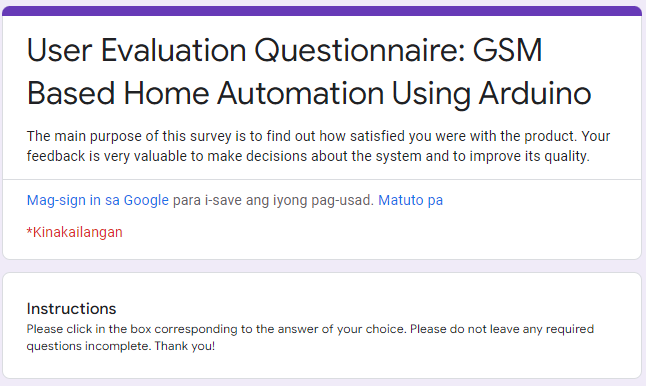 User Evaluation Questionnaire: GSM
Based Home Automation Using Arduino
The main purpose of this survey is to find out how satisfied you were with the product. Your
feedback is very valuable to make decisions about the system and to improve its quality.
Mag-sign in sa Google para i-save ang iyong pag-usad. Matuto pa
*Kinakailangan
Instructions
Please click in the box corresponding to the answer of your choice. Please do not leave any required
questions incomplete. Thank you!